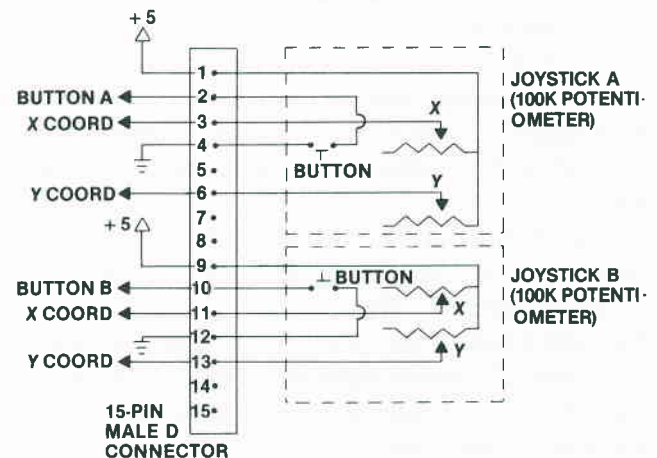 +5
1
BUTTON A 2
X COORD 3
4
5
Y COORD 6
7
+5
8
9
BUTTON B 10
X COORD 11
12
Y COORD 13
14
15
15-PIN
MALE D
CONNECTOR
X
BUTTON
Y
JOYSTICK A
(100K POTENTI-
OMETER)
BUTTON
X
Y
JOYSTICK B
(100K POTENTI-
OMETER)